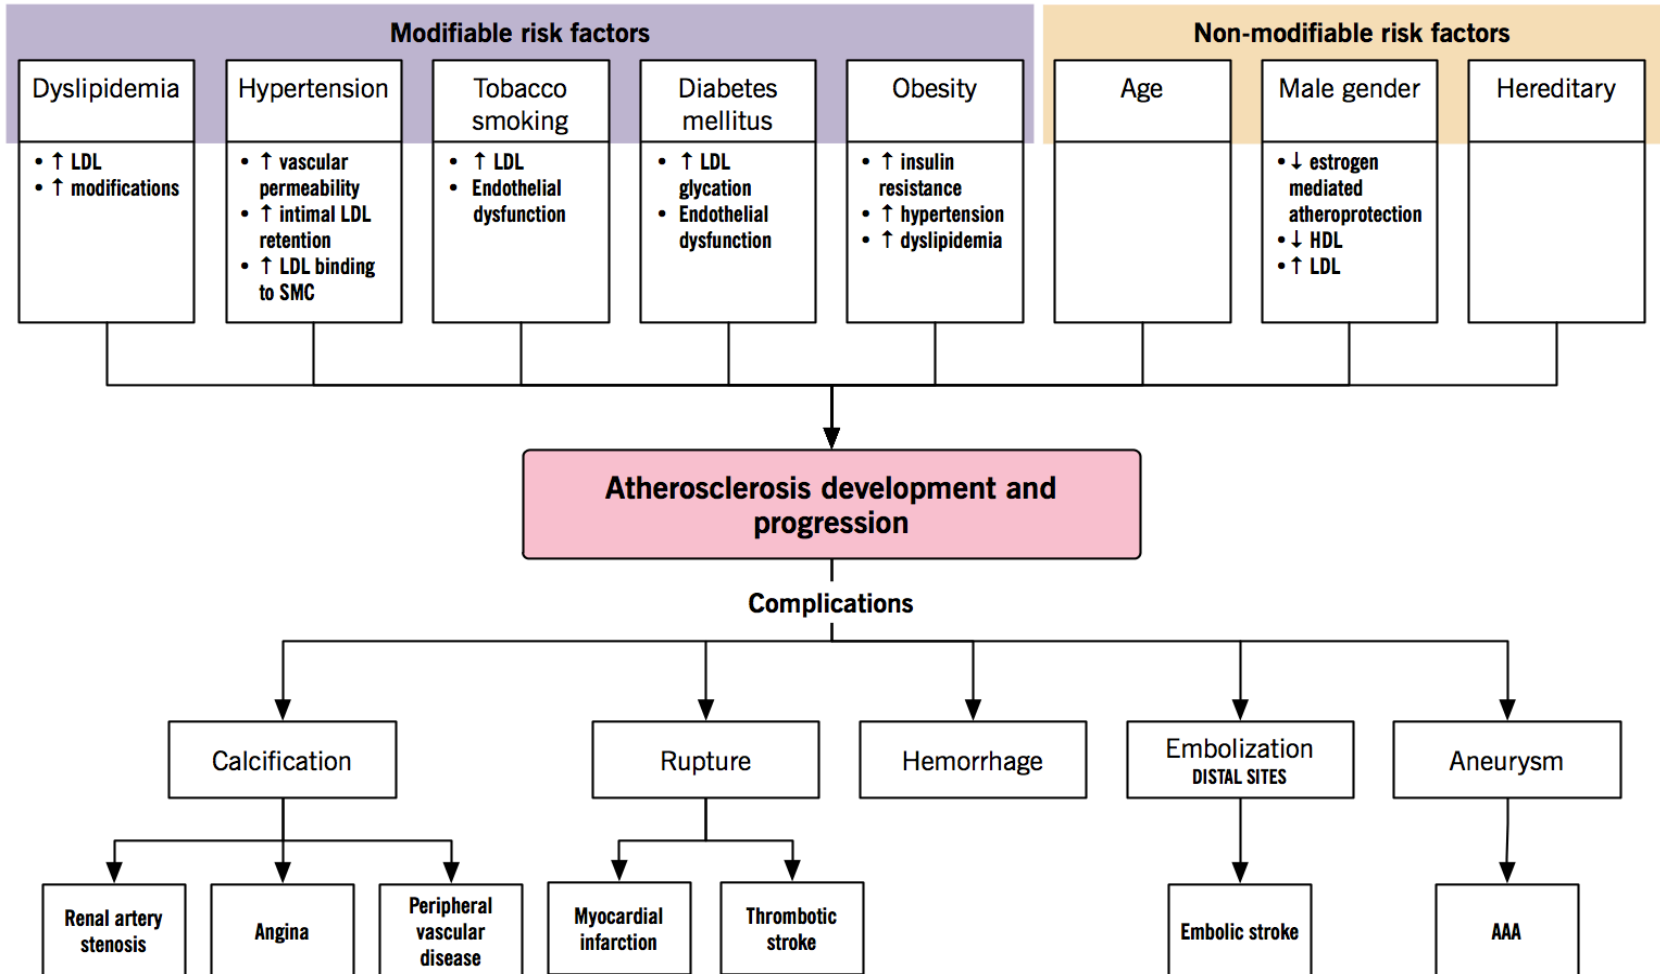 Modifiable risk factors
Non-modifiable risk factors
Dyslipidemia
• ↑ LDL
• ↑ modifications
Hypertension
• ↑ vascular
permeability
• ↑ intimal LDL
retention
• ↑ LDL binding
to SMC
Tobacco
smoking
• ↑ LDL
• Endothelial
dysfunction
Diabetes
mellitus
• ↑ LDL
glycation
• Endothelial
dysfunction
Obesity
• ↑ insulin
resistance
• ↑ hypertension
• ↑ dyslipidemia
Age
Male gender
• ↓ estrogen
mediated
atheroprotection
• ↓ HDL
• ↑ LDL
Hereditary
Atherosclerosis development and
progression
Complications
Calcification
Rupture
Hemorrhage
Embolization
DISTAL SITES
Aneurysm
Renal artery
stenosis
Angina
Peripheral
vascular
disease
Myocardial
infarction
Thrombotic
stroke
Embolic stroke
AAA